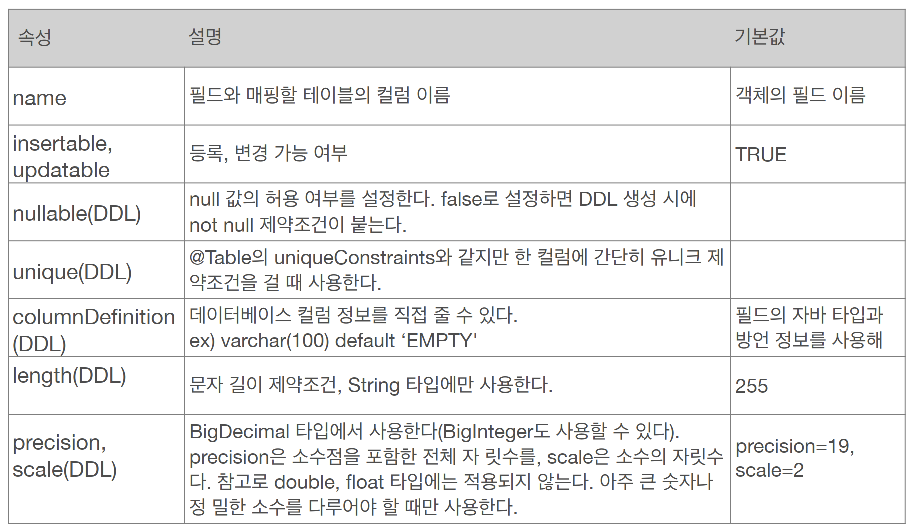 속성 설명 기본값
name 필드와 매핑할 테이블의 컬럼 이름 객체의 필드 이름
insertable,
updatable 등록, 변경 가능 여부 TRUE
nullable(DDL) null 값의 허용 여부를 설정한다. false로 설정하면 DDL 생성 시에
not null 제약조건이 붙는다.
unique(DDL) @Table의 uniqueConstraints와 같지만 한 컬럼에 간단히 유니크 제
약조건을 걸 때 사용한다.
columnDefinition 데이터베이스 컬럼 정보를 직접 줄 수 있다. 필드의 자바 타입과
(DDL) ex) varchar(100) default ‘EMPTY' 방언 정보를 사용해
length(DDL) 문자 길이 제약조건, String 타입에만 사용한다. 255
precision,
scale(DDL) BigDecimal 타입에서 사용한다(BigInteger도 사용할 수 있다).
precision은 소수점을 포함한 전체 자 릿수를, scale은 소수의 자릿수
다. 참고로 double, float 타입에는 적용되지 않는다. 아주 큰 숫자나
정 밀한 소수를 다루어야 할 때만 사용한다.
precision=19,
scale=2